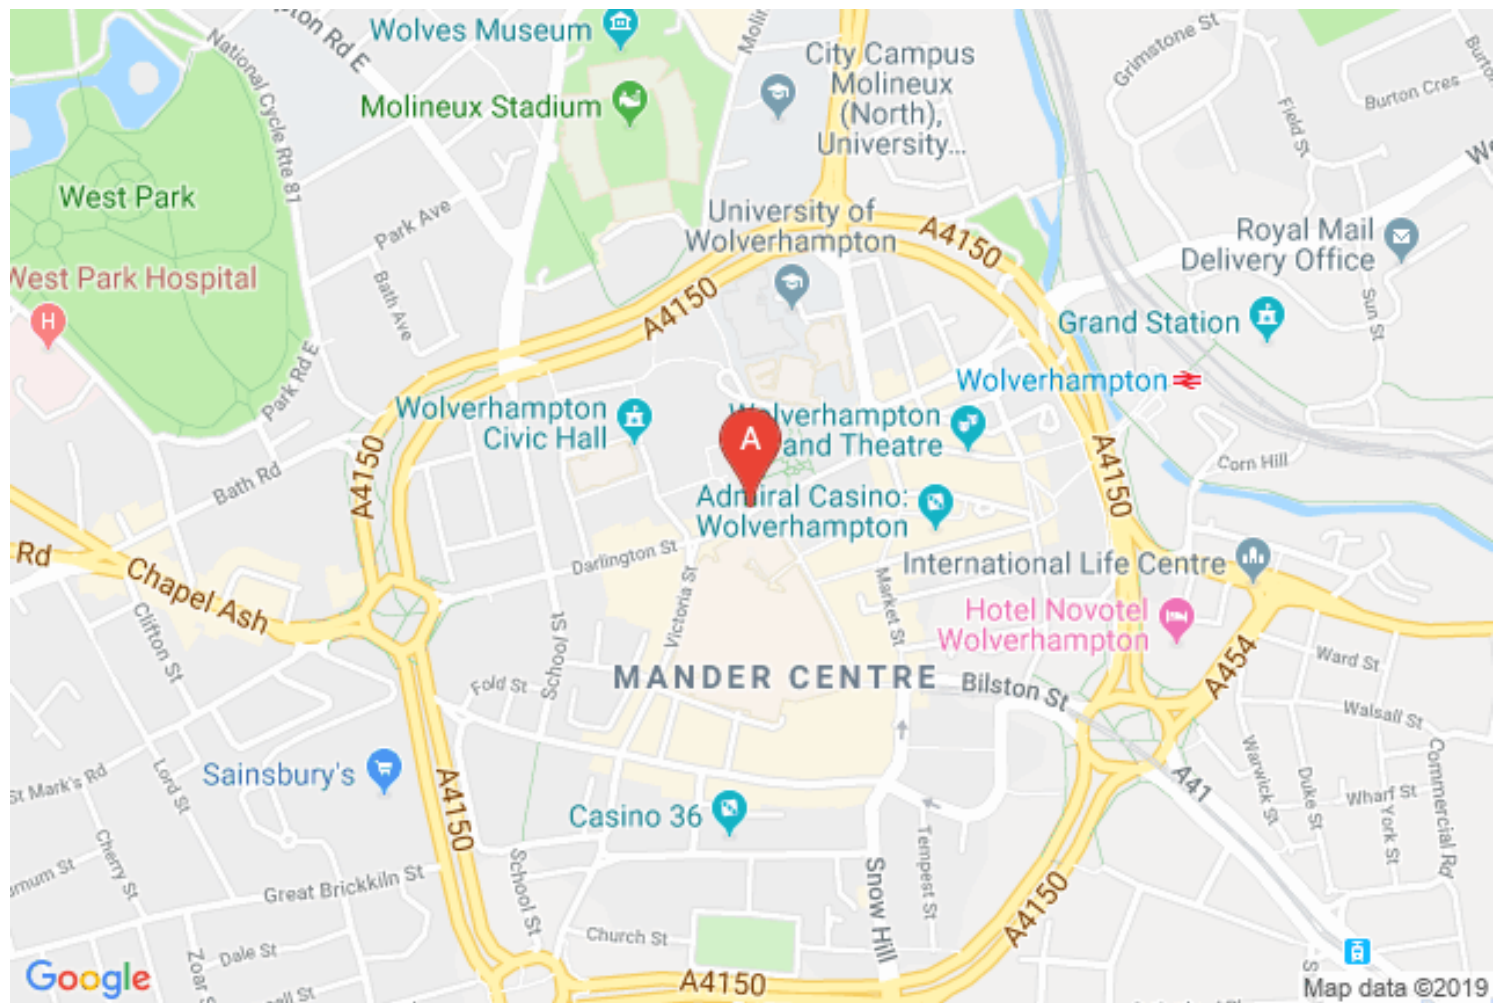 Wolves Museum
Molineux Stadium
City Campus
Molineux
(North),
University...
Grimstone St
Field St
Burton Cres
National Cycle Rte 81
West Park
Park Ave
Bath Ave
University of
Wolverhampton
A4150
Royal Mail
Delivery Office
West Park Hospital
H
A4150
Grand Station
Sun St
Park Rd E
Wolverhampton
Wolverhampton
Civic Hall
A
Wolverhampton
and Theatre
A4150
A4150
Bath Rd
Corn Hill
Admiral Casino:
Wolverhampton
Rd
Chapel Ash
Darlington St
International Life Centre
Clifton St
Victoria St
Market St
Hotel Novotel
Wolverhampton
School St
Fold St
MANDER CENTRE
Bilston St
A454
Ward St
Walsall St
Sainsbury's
St Mark's Rd
Lord St
A4150
Casino 36
A41
Warwick St
Duke St
Wharf St
York St
Commercial Rd
Cherry St
Great Brickkiln St
School St
Snow Hill
Tempest St
A4150
Church St
Dale St
Zoar St
A4150
Google
Map data ©2019